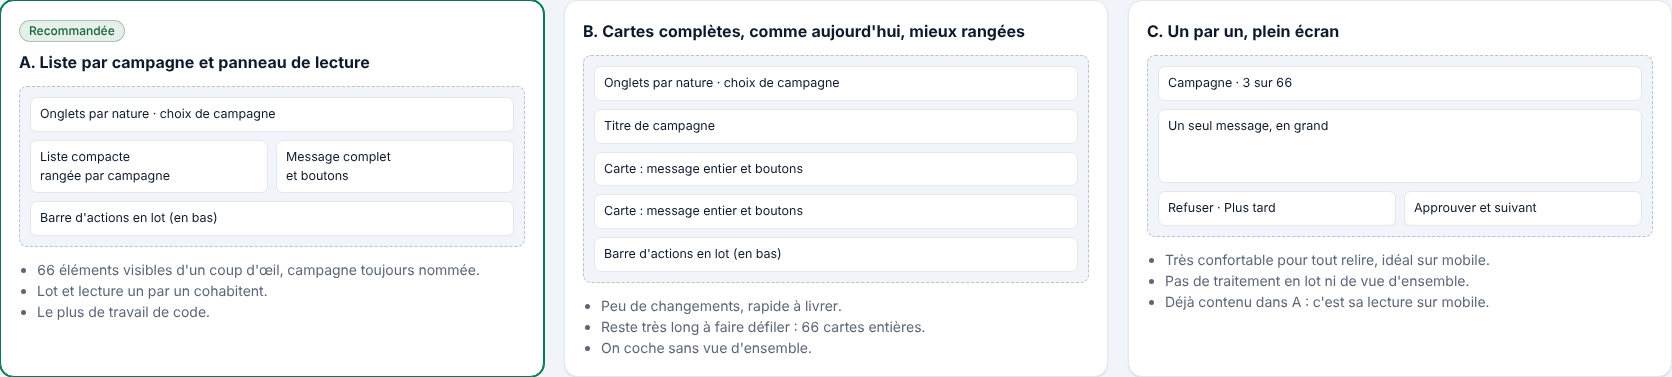 Recommandée
A. Liste par campagne et panneau de lecture
Onglets par nature · choix de campagne
Liste compacte
rangée par campagne
Message complet
et boutons
Barre d'actions en lot (en bas)
66 éléments visibles d'un coup d'œil, campagne toujours nommée.
Lot et lecture un par un cohabitent.
Le plus de travail de code.
B. Cartes complètes, comme aujourd'hui, mieux rangées
Onglets par nature · choix de campagne
Titre de campagne
Carte : message entier et boutons
Carte : message entier et boutons
Barre d'actions en lot (en bas)
Peu de changements, rapide à livrer.
Reste très long à faire défiler : 66 cartes entières.
On coche sans vue d'ensemble.
C. Un par un, plein écran
Campagne · 3 sur 66
Un seul message, en grand
Refuser · Plus tard
Approuver et suivant
Très confortable pour tout relire, idéal sur mobile.
Pas de traitement en lot ni de vue d'ensemble.
Déjà contenu dans A : c'est sa lecture sur mobile.